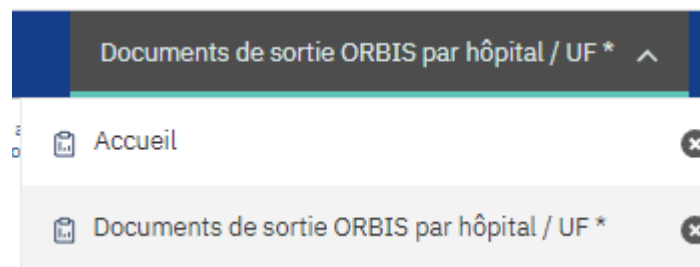 Documents de sortie ORBIS par hôpital / UF *
Accueil
Documents de sortie ORBIS par hôpital / UF *